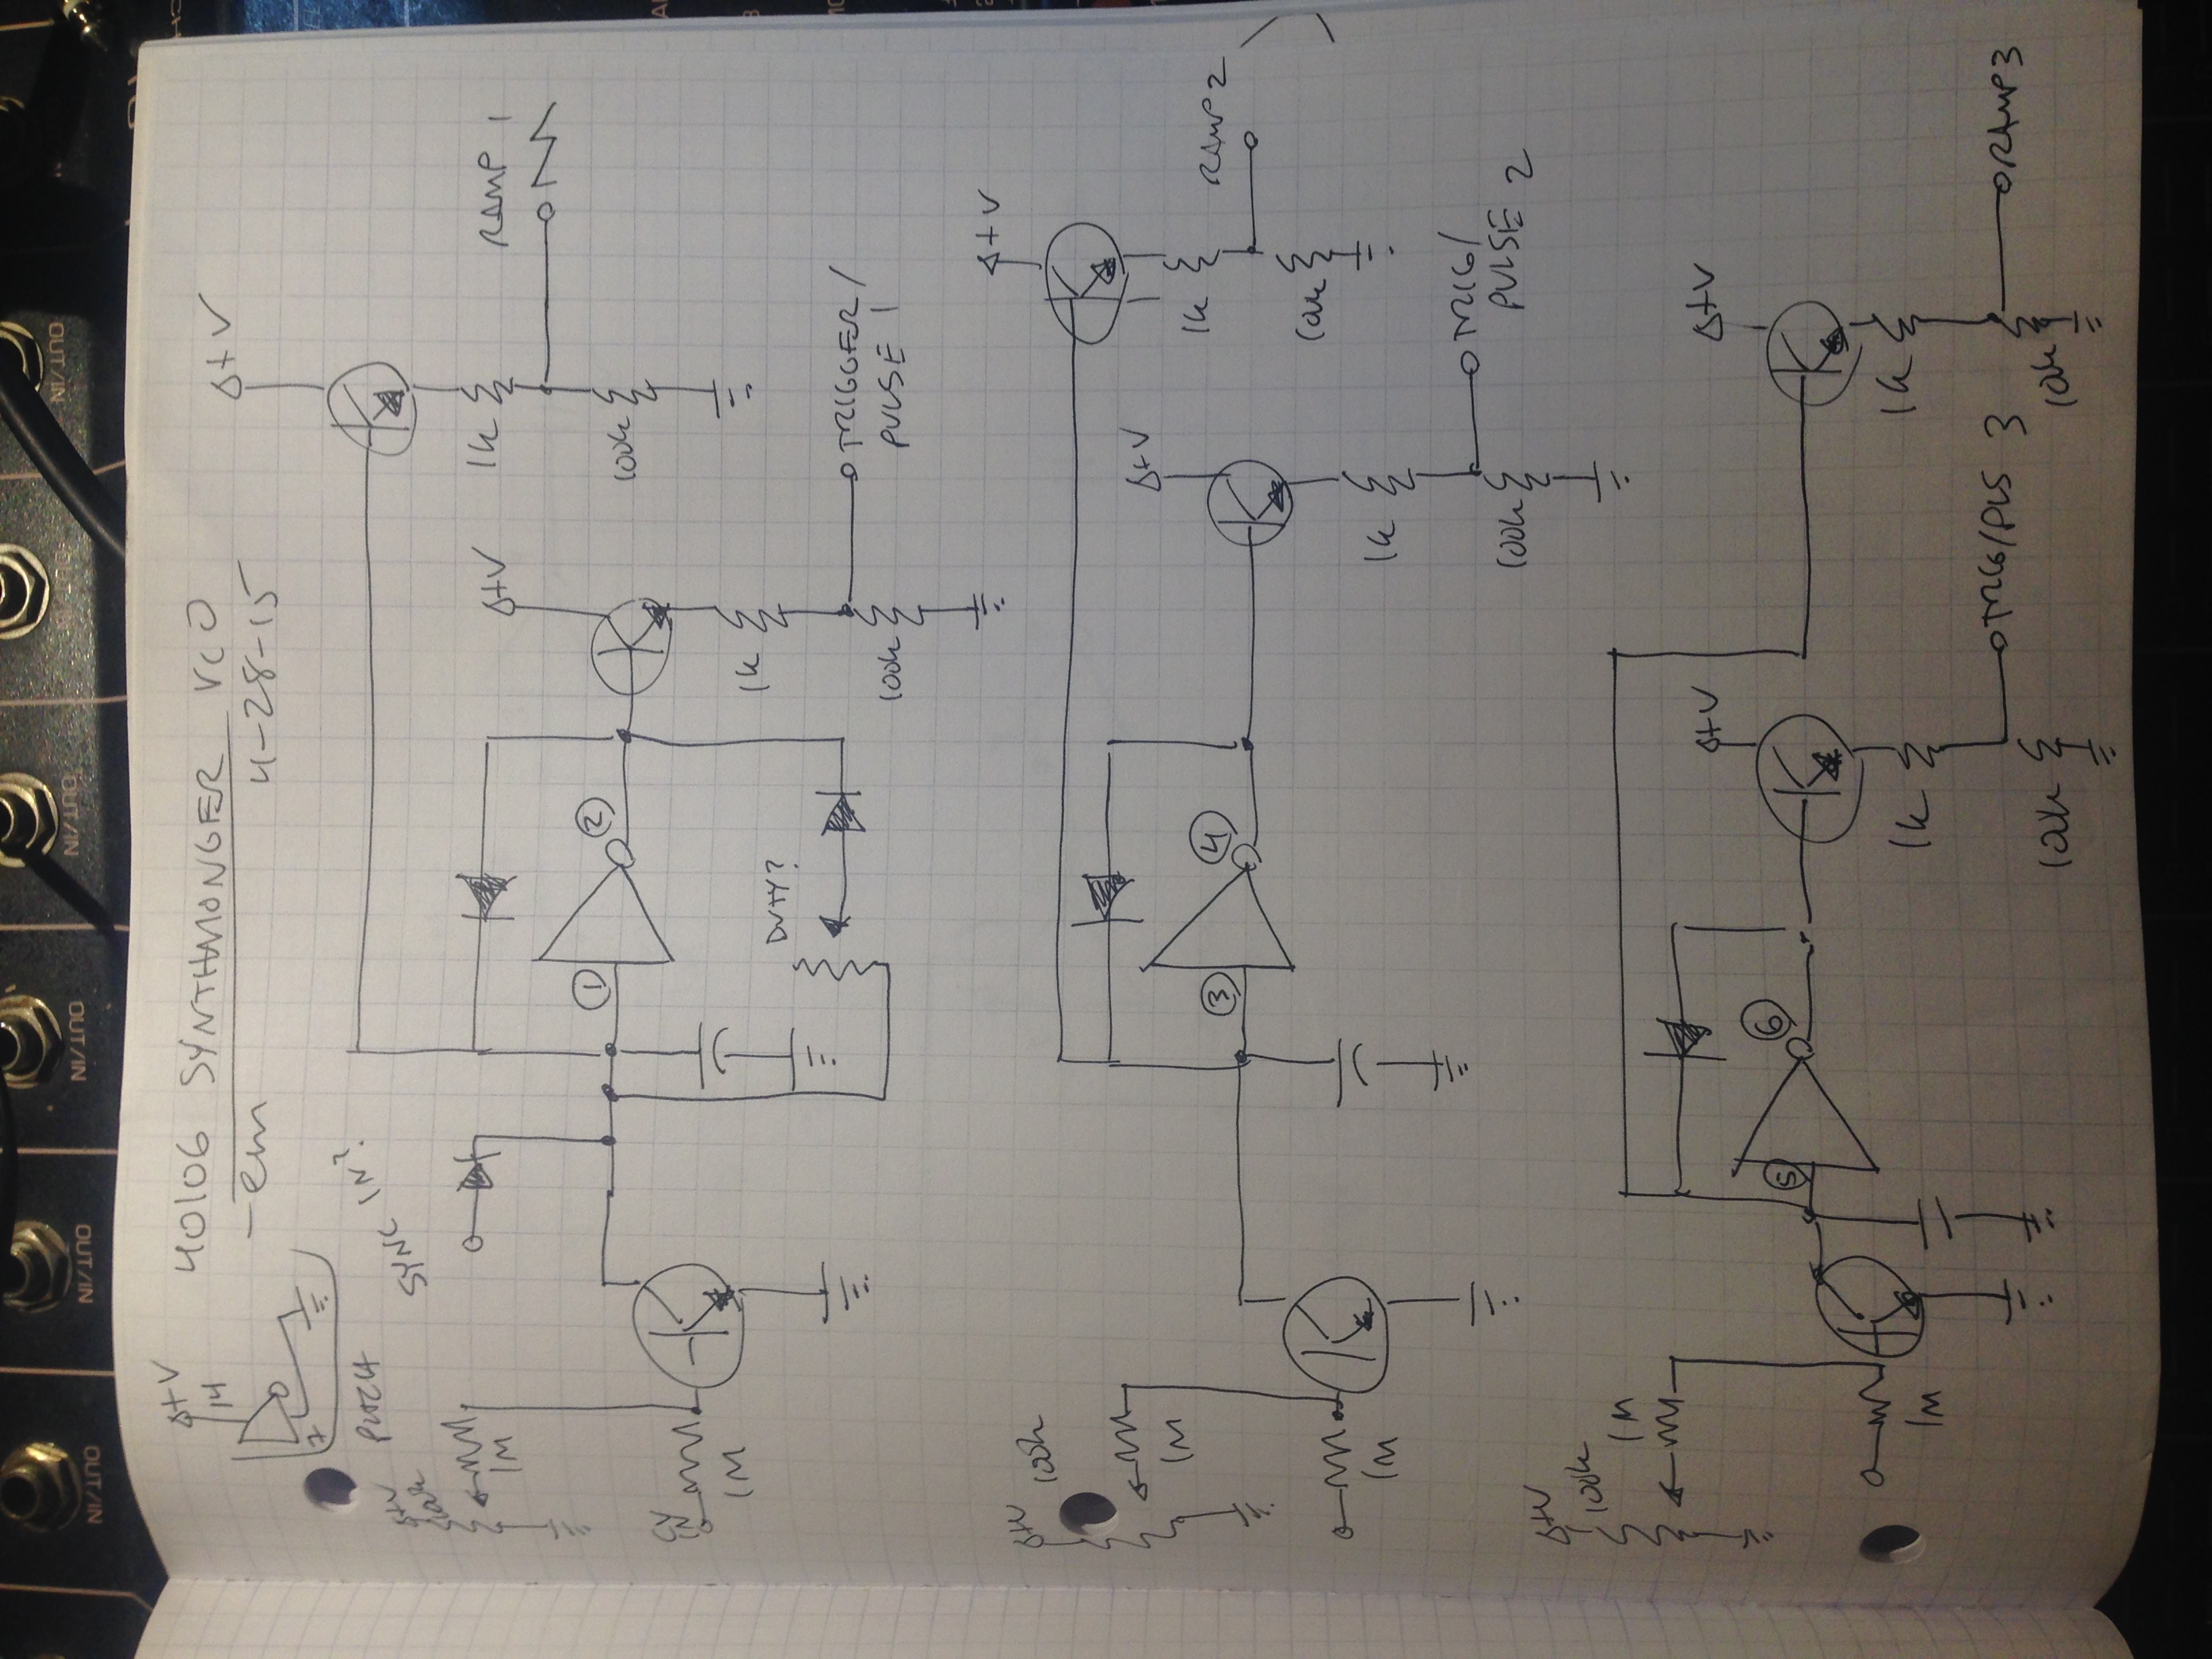 OUT/IN
OUT/IN
OUT/IN
OUT/IN
OUT/IN
OUT/IN
40106 SYNTHMONGER VCO
-em 4-28-15
+V
14
7
+V
PITCH
+V
100k
1M
SYNC IN?
CV
IN
1M
1
2
+V
1k
RAMP 1
100k
DUTY?
1k
100k
TRIGGER/
PULSE 1
+V
100k
1M
1M
3
4
+V
+V
1k
RAMP 2
100k
1k
100k
TRIG/
PULSE 2
+V
100k
1M
1M
5
6
+V
+V
1k
1k
TRIG/PLS 3
RAMP 3
100k
100k